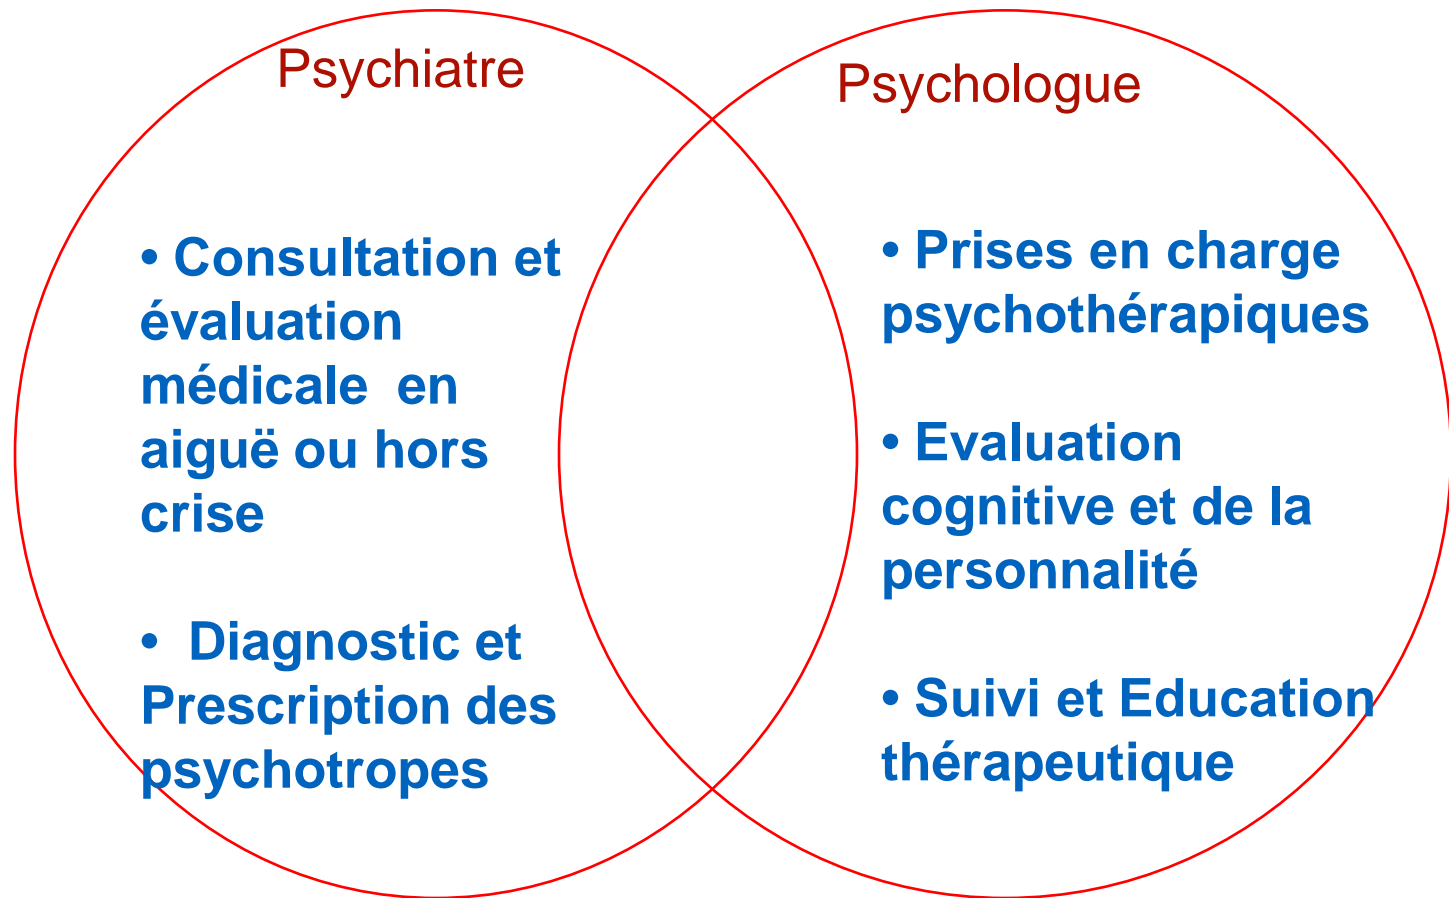 Psychiatre
• Consultation et
évaluation
médicale  en
aiguë ou hors
crise
•  Diagnostic et
Prescription des
psychotropes
Psychologue
• Prises en charge
psychothérapiques
• Evaluation
cognitive et de la
personnalité
• Suivi et Education
thérapeutique